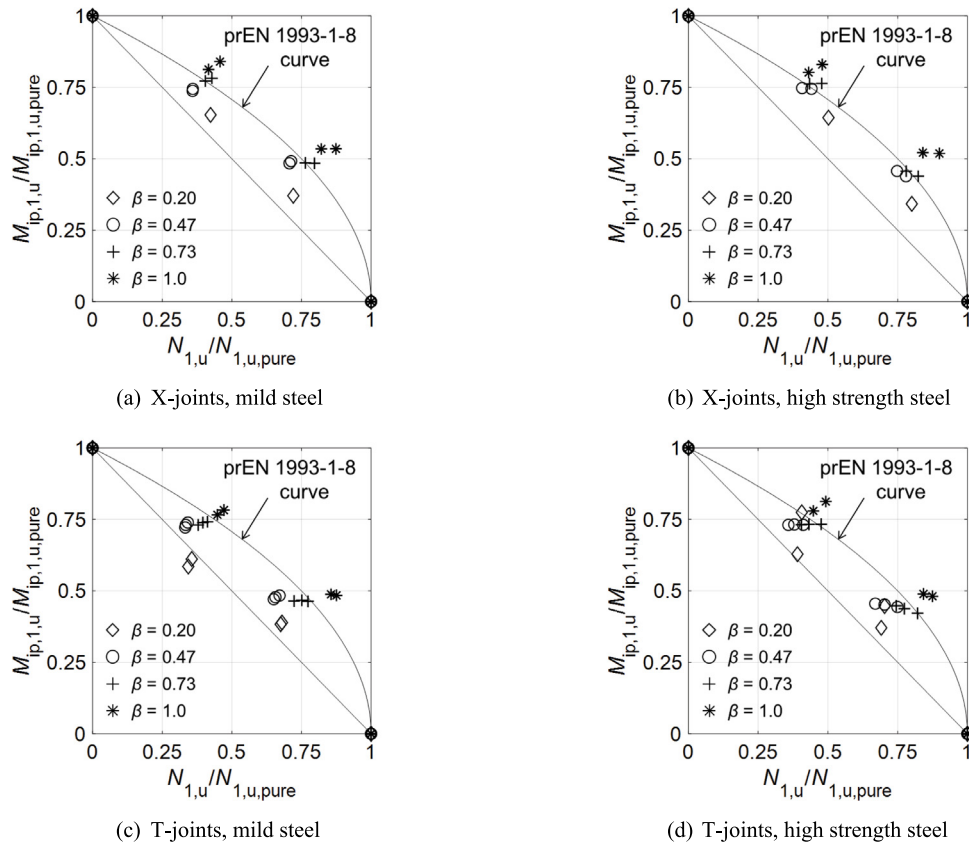 1
0.75
0.5
0.25
0
M_ip,1,u/M_ip,1,u,pure
prEN 1993-1-8
curve
β = 0.20
β = 0.47
β = 0.73
β = 1.0
0 0.25 0.5 0.75 1
N_1,u/N_1,u,pure
(a) X-joints, mild steel
1
0.75
0.5
0.25
0
M_ip,1,u/M_ip,1,u,pure
prEN 1993-1-8
curve
β = 0.20
β = 0.47
β = 0.73
β = 1.0
0 0.25 0.5 0.75 1
N_1,u/N_1,u,pure
(b) X-joints, high strength steel
1
0.75
0.5
0.25
0
M_ip,1,u/M_ip,1,u,pure
prEN 1993-1-8
curve
β = 0.20
β = 0.47
β = 0.73
β = 1.0
0 0.25 0.5 0.75 1
N_1,u/N_1,u,pure
(c) T-joints, mild steel
1
0.75
0.5
0.25
0
M_ip,1,u/M_ip,1,u,pure
prEN 1993-1-8
curve
β = 0.20
β = 0.47
β = 0.73
β = 1.0
0 0.25 0.5 0.75 1
N_1,u/N_1,u,pure
(d) T-joints, high strength steel